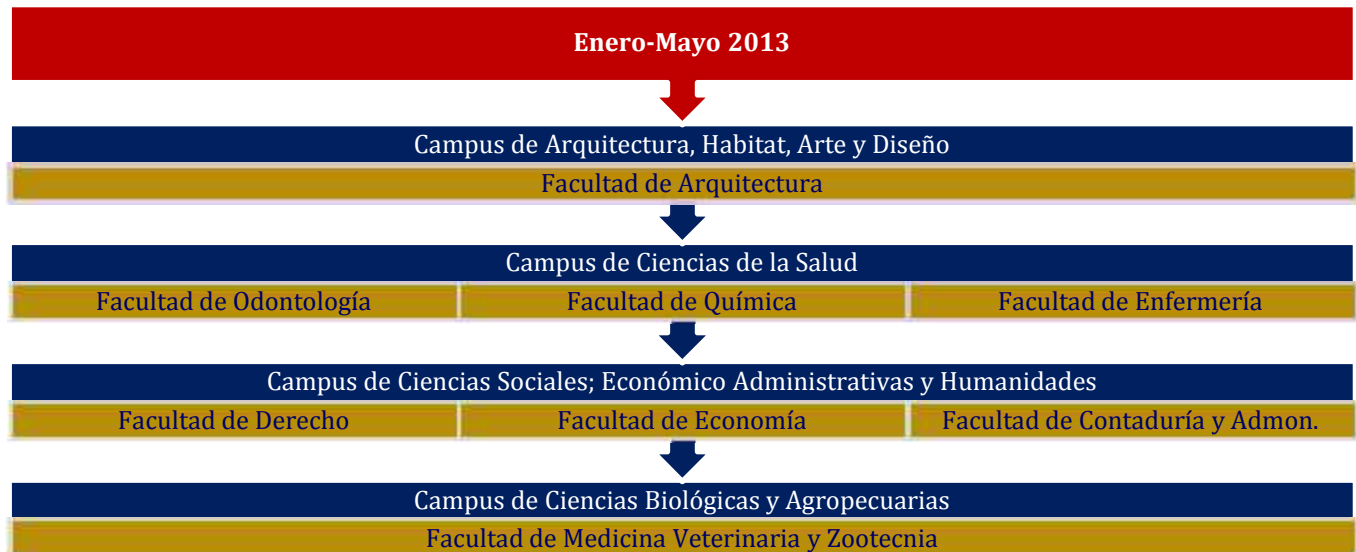 Enero-Mayo 2013
Campus de Arquitectura, Habitat, Arte y Diseño
Facultad de Arquitectura
Campus de Ciencias de la Salud
Facultad de Odontología
Facultad de Química
Facultad de Enfermería
Campus de Ciencias Sociales; Económico Administrativas y Humanidades
Facultad de Derecho
Facultad de Economía
Facultad de Contaduría y Admon.
Campus de Ciencias Biológicas y Agropecuarias
Facultad de Medicina Veterinaria y Zootecnia